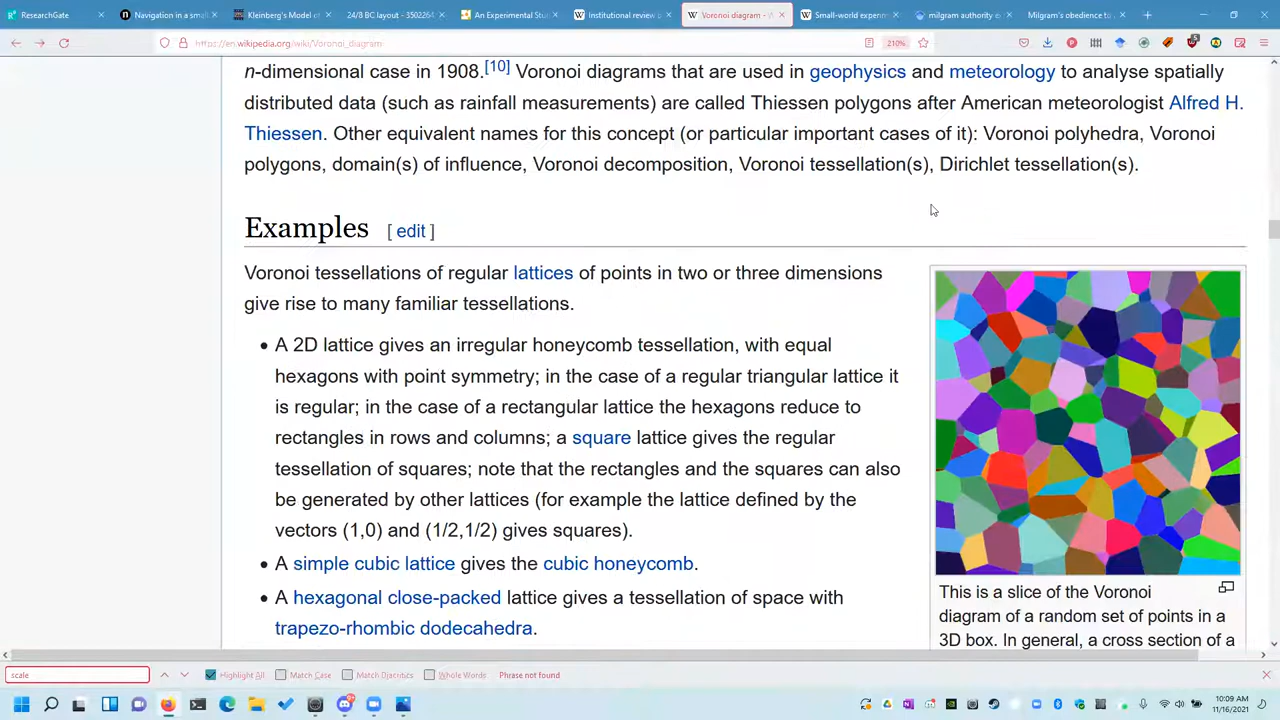 ResearchGate
Navigation in a small
Kleinberg's Model
24/8 BC layout - 3502264
An Experimental Stu
Institutional review
Voronoi diagram -
Small-world experim
milgram authority e
Milgram's obedience to
https://en.wikipedia.org/wiki/Voronoi_diagram
210%
n-dimensional case in 1908.[10] Voronoi diagrams that are used in geophysics and meteorology to analyse spatially
distributed data (such as rainfall measurements) are called Thiessen polygons after American meteorologist Alfred H.
Thiessen. Other equivalent names for this concept (or particular important cases of it): Voronoi polyhedra, Voronoi
polygons, domain(s) of influence, Voronoi decomposition, Voronoi tessellation(s), Dirichlet tessellation(s).
Examples [ edit ]
Voronoi tessellations of regular lattices of points in two or three dimensions
give rise to many familiar tessellations.
• A 2D lattice gives an irregular honeycomb tessellation, with equal
hexagons with point symmetry; in the case of a regular triangular lattice it
is regular; in the case of a rectangular lattice the hexagons reduce to
rectangles in rows and columns; a square lattice gives the regular
tessellation of squares; note that the rectangles and the squares can also
be generated by other lattices (for example the lattice defined by the
vectors (1,0) and (1/2,1/2) gives squares).
• A simple cubic lattice gives the cubic honeycomb.
• A hexagonal close-packed lattice gives a tessellation of space with
trapezo-rhombic dodecahedra.
This is a slice of the Voronoi
diagram of a random set of points in a
3D box. In general, a cross section of a
scale
Highlight All
Match Case
Match Diacritics
Whole Words
Phrase not found
10:09 AM
11/16/2021